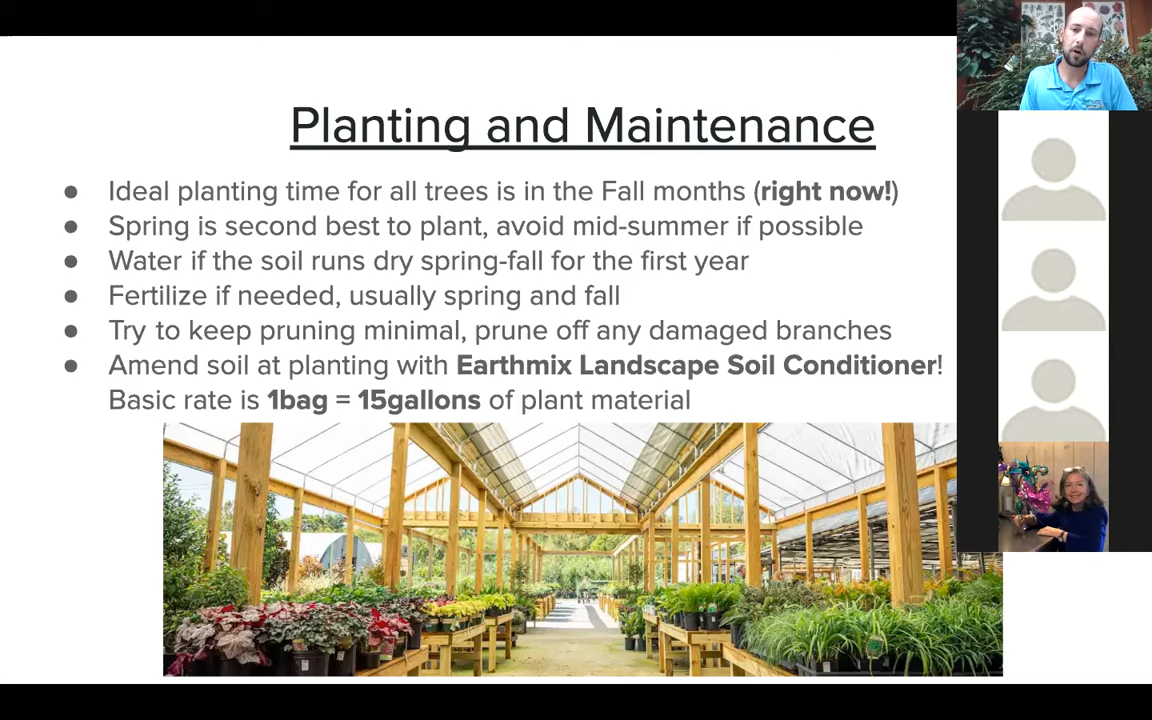 Planting and Maintenance
● Ideal planting time for all trees is in the Fall months (right now!)
● Spring is second best to plant, avoid mid-summer if possible
● Water if the soil runs dry spring-fall for the first year
● Fertilize if needed, usually spring and fall
● Try to keep pruning minimal, prune off any damaged branches
● Amend soil at planting with Earthmix Landscape Soil Conditioner!
Basic rate is 1bag = 15gallons of plant material